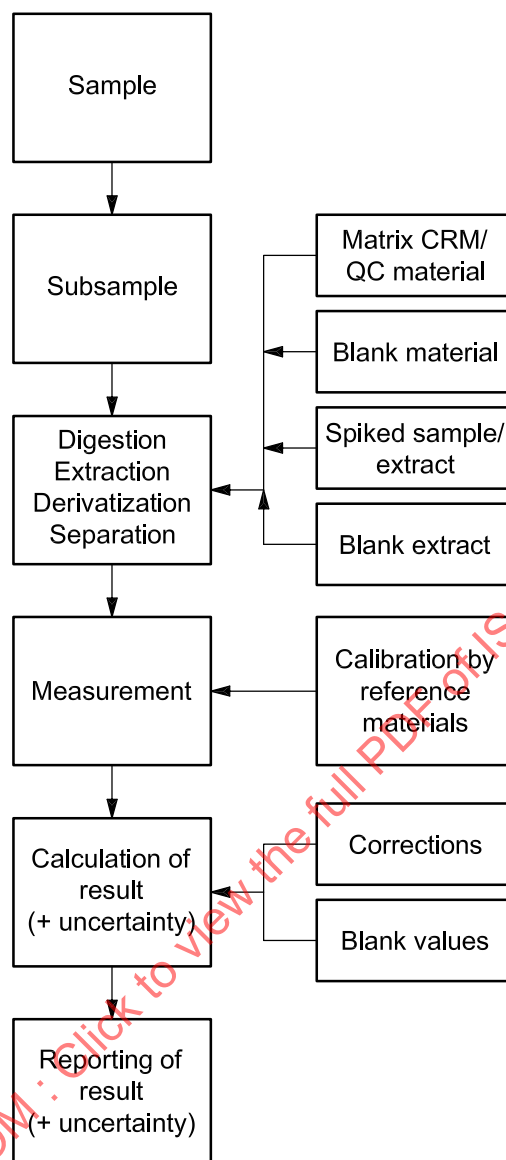 Sample
Subsample
Digestion
Extraction
Derivatization
Separation
Measurement
Calculation of
result
(+ uncertainty)
Reporting of
result
(+ uncertainty)
Matrix CRM/
QC material
Blank material
Spiked sample/
extract
Blank extract
Calibration by
reference
materials
Corrections
Blank values
OM : Click to view the full PDF of IS